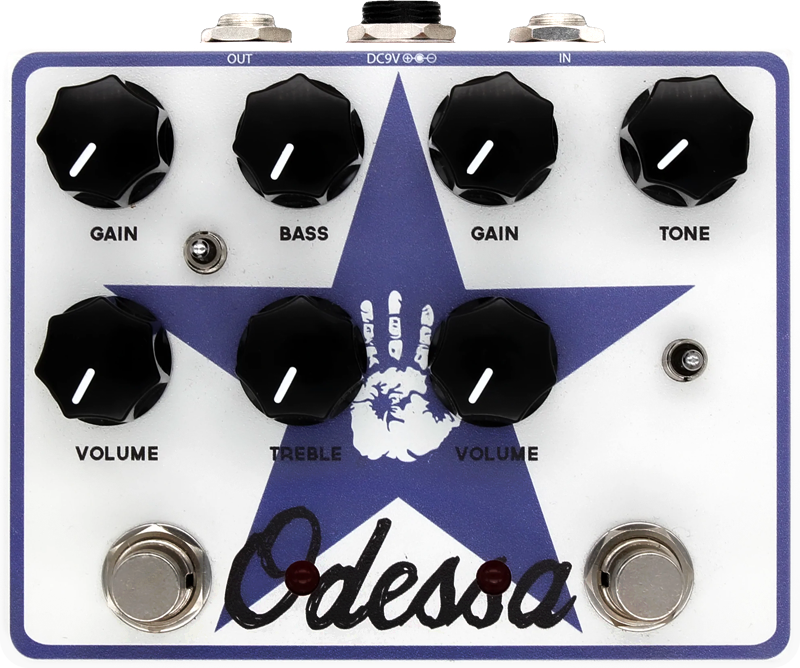 OUT DC9V IN
GAIN BASS GAIN TONE
VOLUME TREBLE VOLUME
Odessa